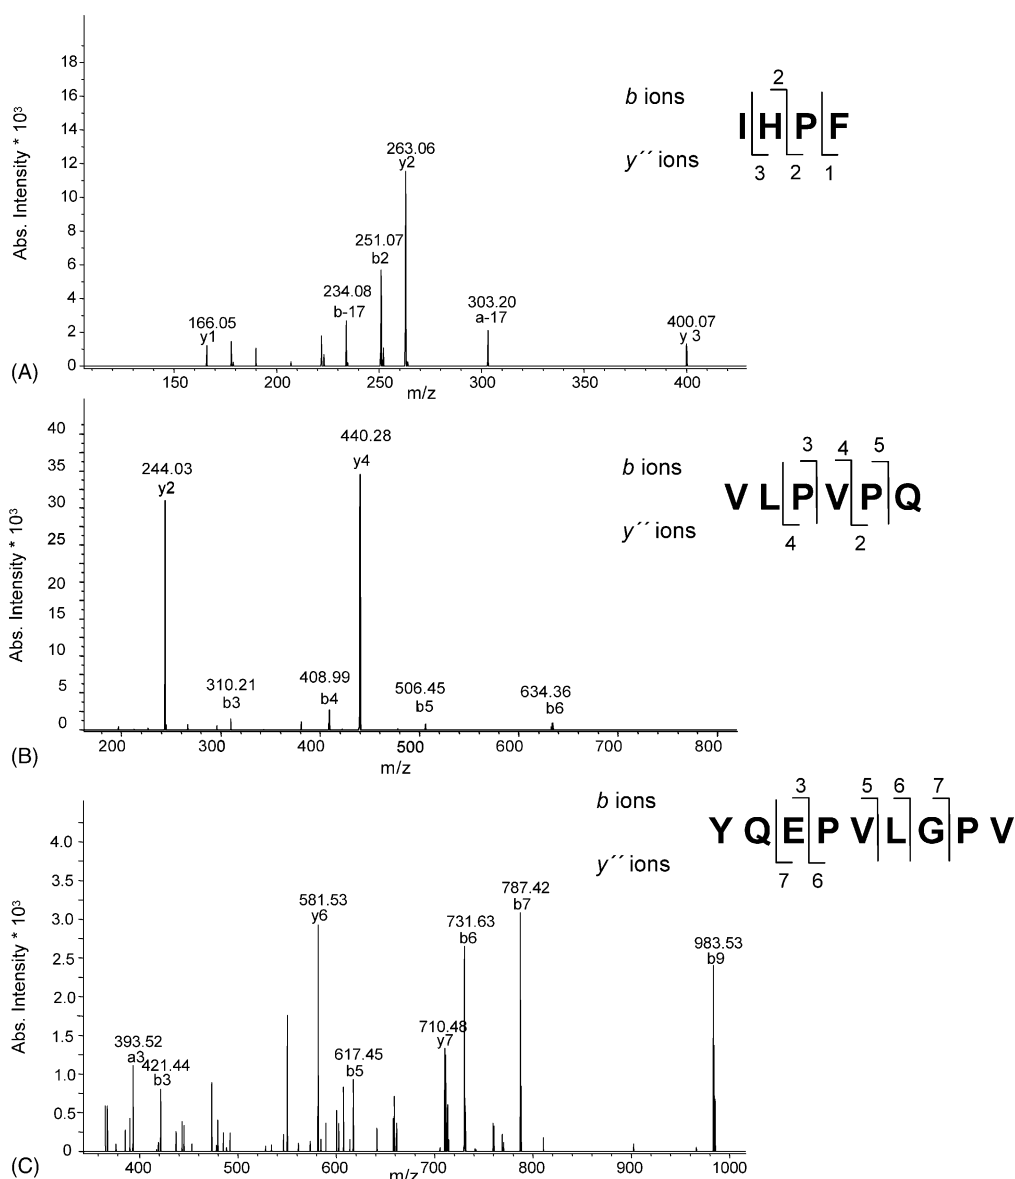 18
16
14
12
10
8
6
4
2
0
Abs. Intensity * 10³
166.05
y1
234.08
b-17
251.07
b2
263.06
y2
303.20
a-17
400.07
y 3
b ions
2
I H P F
y´´ ions
3 2 1
150 200 250 300 350 400
m/z
(A)
40
35
30
25
20
15
10
5
0
Abs. Intensity * 10³
244.03
y2
310.21
b3
408.99
b4
440.28
y4
506.45
b5
634.36
b6
b ions
3 4 5
V L P V P Q
y´´ ions
4 2
200 300 400 500 600 700 800
m/z
(B)
4.0
3.5
3.0
2.5
2.0
1.5
1.0
0.5
0
Abs. Intensity * 10³
393.52
a3
421.44
b3
581.53
y6
617.45
b5
710.48
y7
731.63
b6
787.42
b7
983.53
b9
b ions
3 5 6 7
Y Q E P V L G P V
y´´ ions
7 6
400 500 600 700 800 900 1000
m/z
(C)